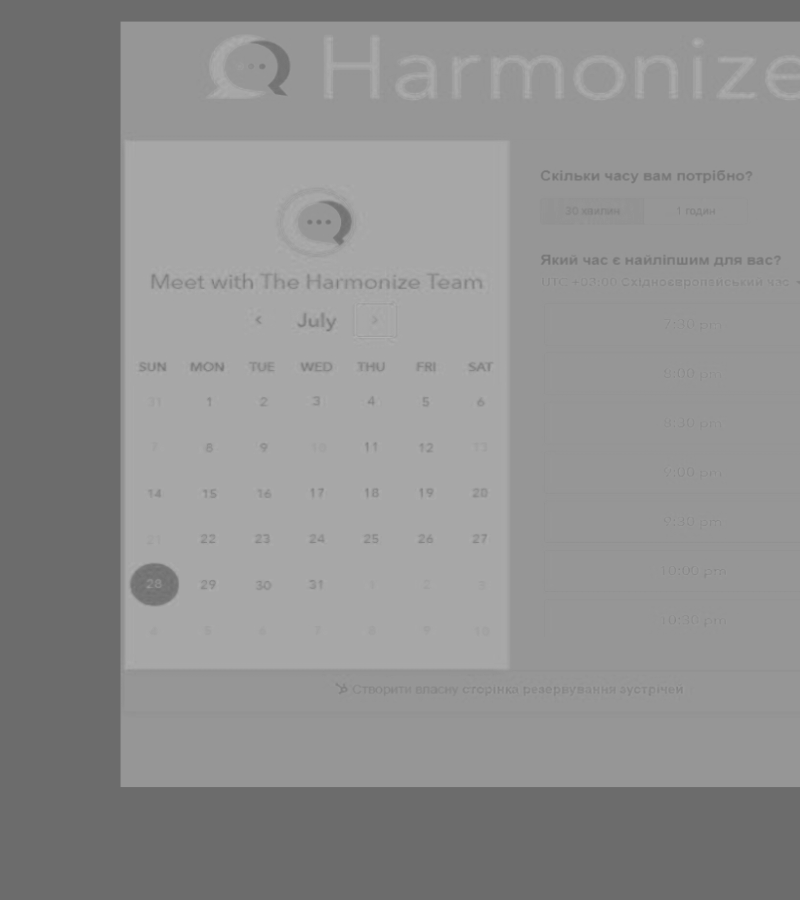 Harmonize
Meet with The Harmonize Team
July
SUN MON TUE WED THU FRI SAT
31 1 2 3 4 5 6
7 8 9 10 11 12 13
14 15 16 17 18 19 20
21 22 23 24 25 26 27
28 29 30 31 1 2 3
4 5 6 7 8 9 10
Скільки часу вам потрібно?
30 хвилин 1 годин
Який час є найліпшим для вас?
UTC +03:00 Східноєвропейський час
7:30 pm
8:00 pm
8:30 pm
9:00 pm
9:30 pm
10:00 pm
10:30 pm
Створити власну сторінка резервування зустрічей